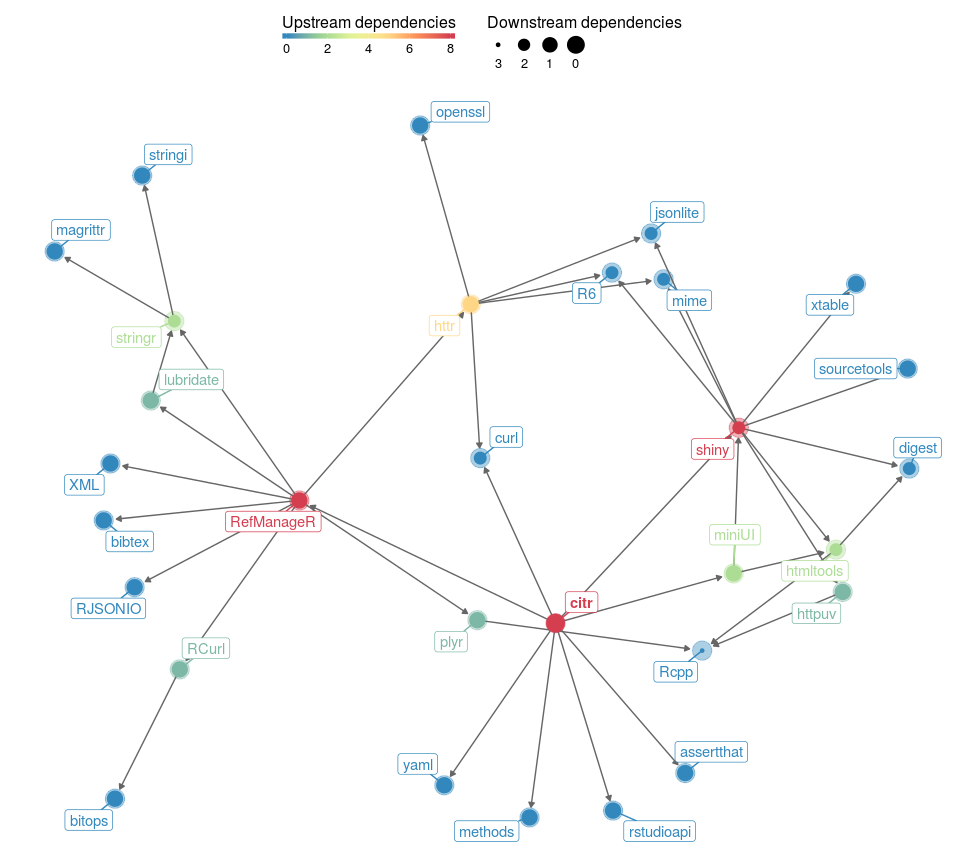 Upstream dependencies
Downstream dependencies
0 2 4 6 8
3 2 1 0
openssl
stringi
jsonlite
magrittr
R6
mime
xtable
httr
stringr
sourcetools
lubridate
curl
shiny
digest
XML
RefManageR
bibtex
miniUI
htmltools
citr
RJSONIO
httpuv
plyr
RCurl
Rcpp
assertthat
yaml
bitops
methods
rstudioapi